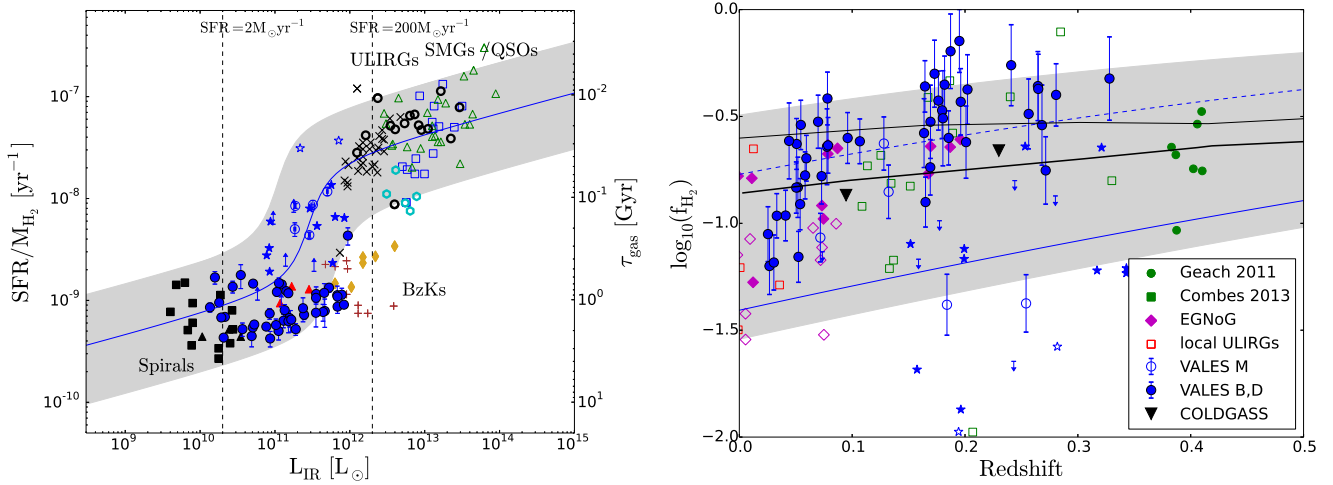 SFR=2M⊙yr⁻¹
SFR=200M⊙yr⁻¹
ULIRGs
SMGs /QSOs
BzKs
Spirals
10⁻⁷
10⁻⁸
10⁻⁹
10⁻¹⁰
SFR/M_H₂ [yr⁻¹]
10⁻²
10⁻¹
10⁰
10¹
τ_gas [Gyr]
10⁹ 10¹⁰ 10¹¹ 10¹² 10¹³ 10¹⁴ 10¹⁵
L_IR [L⊙]
0.0
−0.5
−1.0
−1.5
−2.0
log₁₀(f_H₂)
0.0 0.1 0.2 0.3 0.4 0.5
Redshift
Geach 2011
Combes 2013
EGNoG
local ULIRGs
VALES M
VALES B,D
COLDGASS